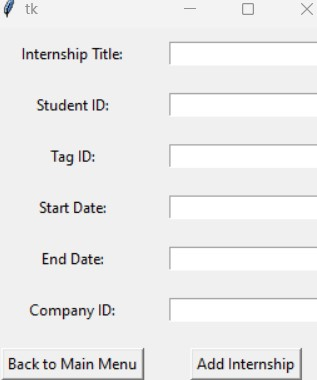 tk
Internship Title:
Student ID:
Tag ID:
Start Date:
End Date:
Company ID:
Back to Main Menu Add Internship